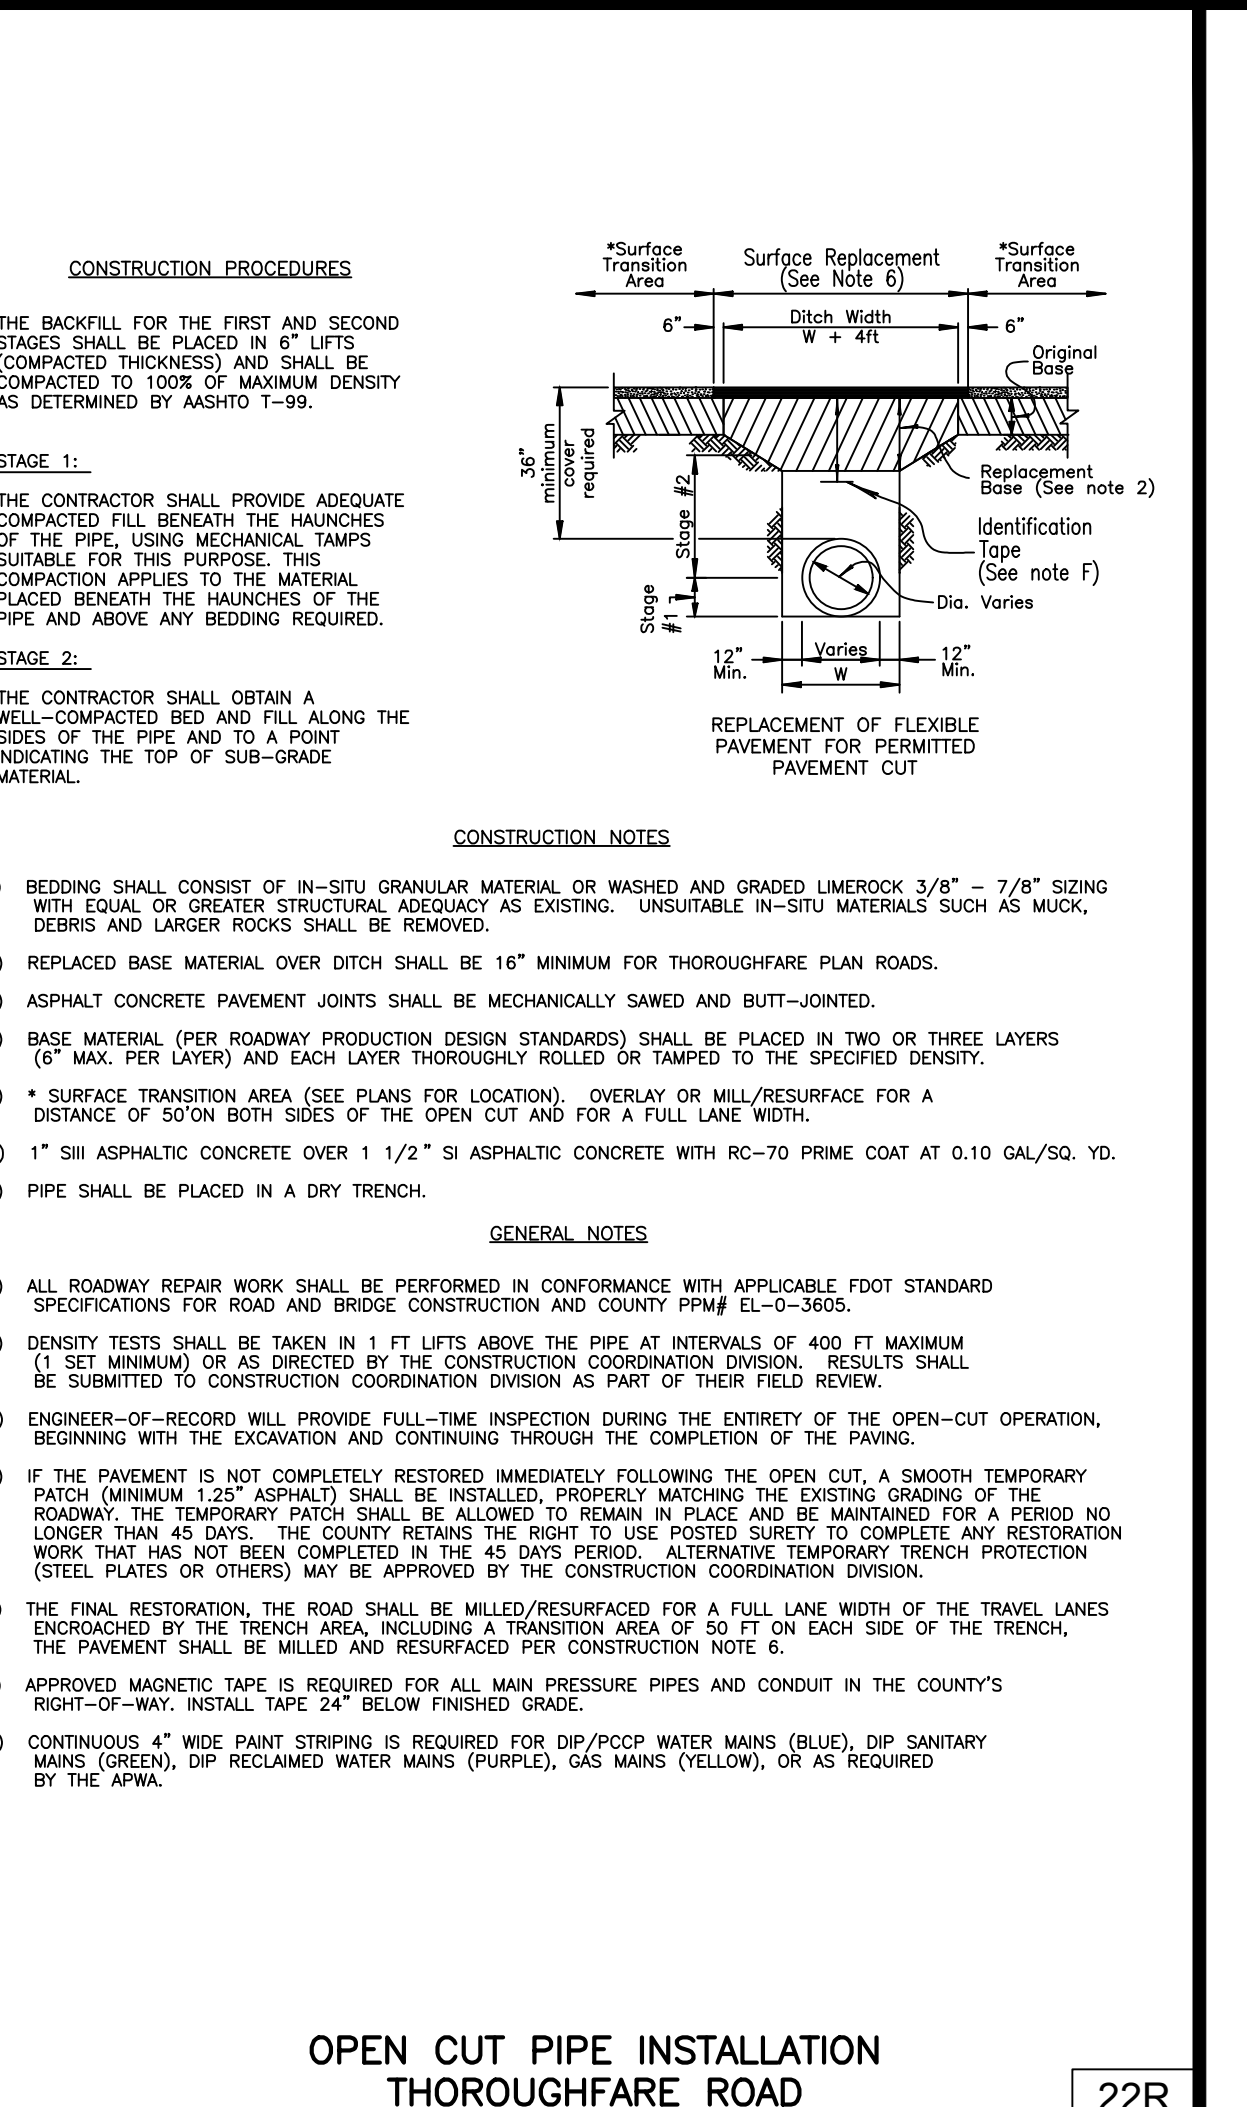 CONSTRUCTION PROCEDURES
THE BACKFILL FOR THE FIRST AND SECOND
STAGES SHALL BE PLACED IN 6” LIFTS
(COMPACTED THICKNESS) AND SHALL BE
COMPACTED TO 100% OF MAXIMUM DENSITY
AS DETERMINED BY AASHTO T-99.
STAGE 1:
THE CONTRACTOR SHALL PROVIDE ADEQUATE
COMPACTED FILL BENEATH THE HAUNCHES
OF THE PIPE, USING MECHANICAL TAMPS
SUITABLE FOR THIS PURPOSE. THIS
COMPACTION APPLIES TO THE MATERIAL
PLACED BENEATH THE HAUNCHES OF THE
PIPE AND ABOVE ANY BEDDING REQUIRED.
STAGE 2:
THE CONTRACTOR SHALL OBTAIN A
WELL-COMPACTED BED AND FILL ALONG THE
SIDES OF THE PIPE AND TO A POINT
INDICATING THE TOP OF SUB-GRADE
MATERIAL.
*Surface
Transition
Area
Surface Replacement
(See Note 6)
*Surface
Transition
Area
6”
Ditch Width
W + 4ft
6”
Original
Base
36”
minimum
cover
required
Stage #2
Stage
#1
Replacement
Base (See note 2)
Identification
Tape
(See note F)
Dia. Varies
12”
Min.
Varies
W
12”
Min.
REPLACEMENT OF FLEXIBLE
PAVEMENT FOR PERMITTED
PAVEMENT CUT
CONSTRUCTION NOTES
) BEDDING SHALL CONSIST OF IN-SITU GRANULAR MATERIAL OR WASHED AND GRADED LIMEROCK 3/8” - 7/8” SIZING
WITH EQUAL OR GREATER STRUCTURAL ADEQUACY AS EXISTING. UNSUITABLE IN-SITU MATERIALS SUCH AS MUCK,
DEBRIS AND LARGER ROCKS SHALL BE REMOVED.
) REPLACED BASE MATERIAL OVER DITCH SHALL BE 16” MINIMUM FOR THOROUGHFARE PLAN ROADS.
) ASPHALT CONCRETE PAVEMENT JOINTS SHALL BE MECHANICALLY SAWED AND BUTT-JOINTED.
) BASE MATERIAL (PER ROADWAY PRODUCTION DESIGN STANDARDS) SHALL BE PLACED IN TWO OR THREE LAYERS
(6” MAX. PER LAYER) AND EACH LAYER THOROUGHLY ROLLED OR TAMPED TO THE SPECIFIED DENSITY.
) * SURFACE TRANSITION AREA (SEE PLANS FOR LOCATION). OVERLAY OR MILL/RESURFACE FOR A
DISTANCE OF 50'ON BOTH SIDES OF THE OPEN CUT AND FOR A FULL LANE WIDTH.
) 1” SIII ASPHALTIC CONCRETE OVER 1 1/2” SI ASPHALTIC CONCRETE WITH RC-70 PRIME COAT AT 0.10 GAL/SQ. YD.
) PIPE SHALL BE PLACED IN A DRY TRENCH.
GENERAL NOTES
) ALL ROADWAY REPAIR WORK SHALL BE PERFORMED IN CONFORMANCE WITH APPLICABLE FDOT STANDARD
SPECIFICATIONS FOR ROAD AND BRIDGE CONSTRUCTION AND COUNTY PPM# EL-0-3605.
) DENSITY TESTS SHALL BE TAKEN IN 1 FT LIFTS ABOVE THE PIPE AT INTERVALS OF 400 FT MAXIMUM
(1 SET MINIMUM) OR AS DIRECTED BY THE CONSTRUCTION COORDINATION DIVISION. RESULTS SHALL
BE SUBMITTED TO CONSTRUCTION COORDINATION DIVISION AS PART OF THEIR FIELD REVIEW.
) ENGINEER-OF-RECORD WILL PROVIDE FULL-TIME INSPECTION DURING THE ENTIRETY OF THE OPEN-CUT OPERATION,
BEGINNING WITH THE EXCAVATION AND CONTINUING THROUGH THE COMPLETION OF THE PAVING.
) IF THE PAVEMENT IS NOT COMPLETELY RESTORED IMMEDIATELY FOLLOWING THE OPEN CUT, A SMOOTH TEMPORARY
PATCH (MINIMUM 1.25” ASPHALT) SHALL BE INSTALLED, PROPERLY MATCHING THE EXISTING GRADING OF THE
ROADWAY. THE TEMPORARY PATCH SHALL BE ALLOWED TO REMAIN IN PLACE AND BE MAINTAINED FOR A PERIOD NO
LONGER THAN 45 DAYS. THE COUNTY RETAINS THE RIGHT TO USE POSTED SURETY TO COMPLETE ANY RESTORATION
WORK THAT HAS NOT BEEN COMPLETED IN THE 45 DAYS PERIOD. ALTERNATIVE TEMPORARY TRENCH PROTECTION
(STEEL PLATES OR OTHERS) MAY BE APPROVED BY THE CONSTRUCTION COORDINATION DIVISION.
) THE FINAL RESTORATION, THE ROAD SHALL BE MILLED/RESURFACED FOR A FULL LANE WIDTH OF THE TRAVEL LANES
ENCROACHED BY THE TRENCH AREA, INCLUDING A TRANSITION AREA OF 50 FT ON EACH SIDE OF THE TRENCH,
THE PAVEMENT SHALL BE MILLED AND RESURFACED PER CONSTRUCTION NOTE 6.
) APPROVED MAGNETIC TAPE IS REQUIRED FOR ALL MAIN PRESSURE PIPES AND CONDUIT IN THE COUNTY'S
RIGHT-OF-WAY. INSTALL TAPE 24” BELOW FINISHED GRADE.
) CONTINUOUS 4” WIDE PAINT STRIPING IS REQUIRED FOR DIP/PCCP WATER MAINS (BLUE), DIP SANITARY
MAINS (GREEN), DIP RECLAIMED WATER MAINS (PURPLE), GAS MAINS (YELLOW), OR AS REQUIRED
BY THE APWA.
OPEN CUT PIPE INSTALLATION
THOROUGHFARE ROAD
22R